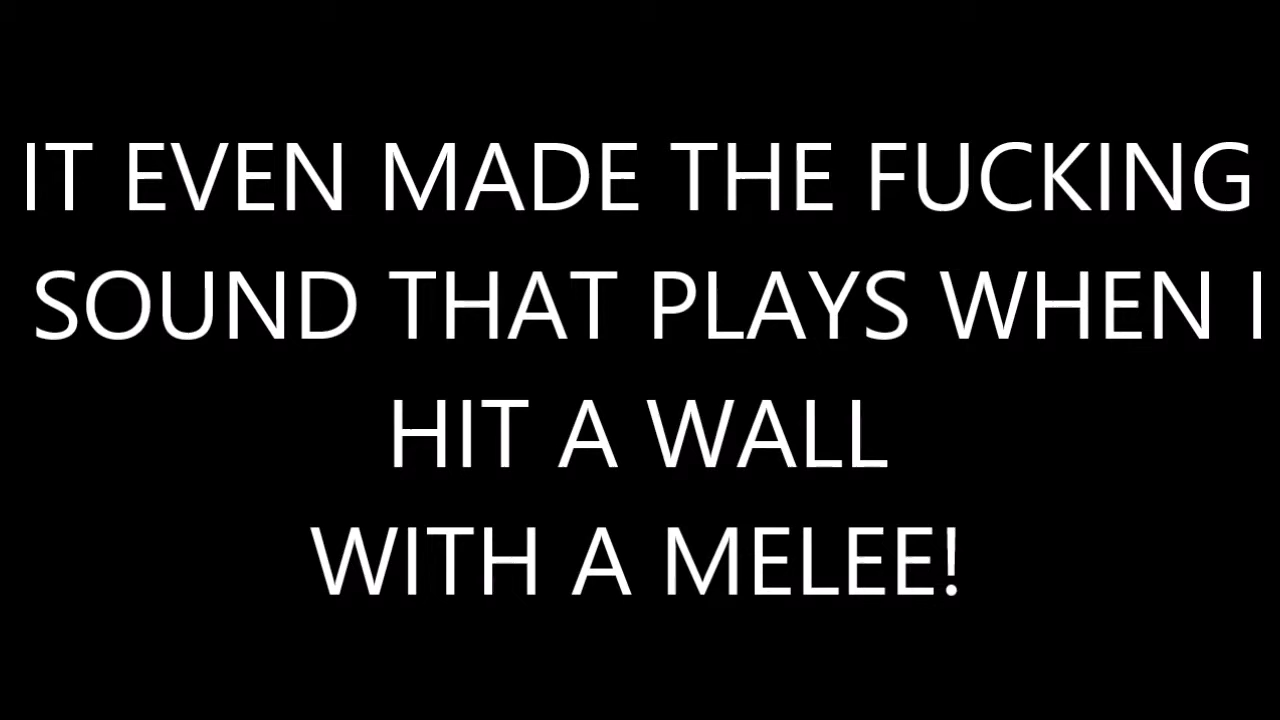 IT EVEN MADE THE FUCKING
SOUND THAT PLAYS WHEN I
HIT A WALL
WITH A MELEE!